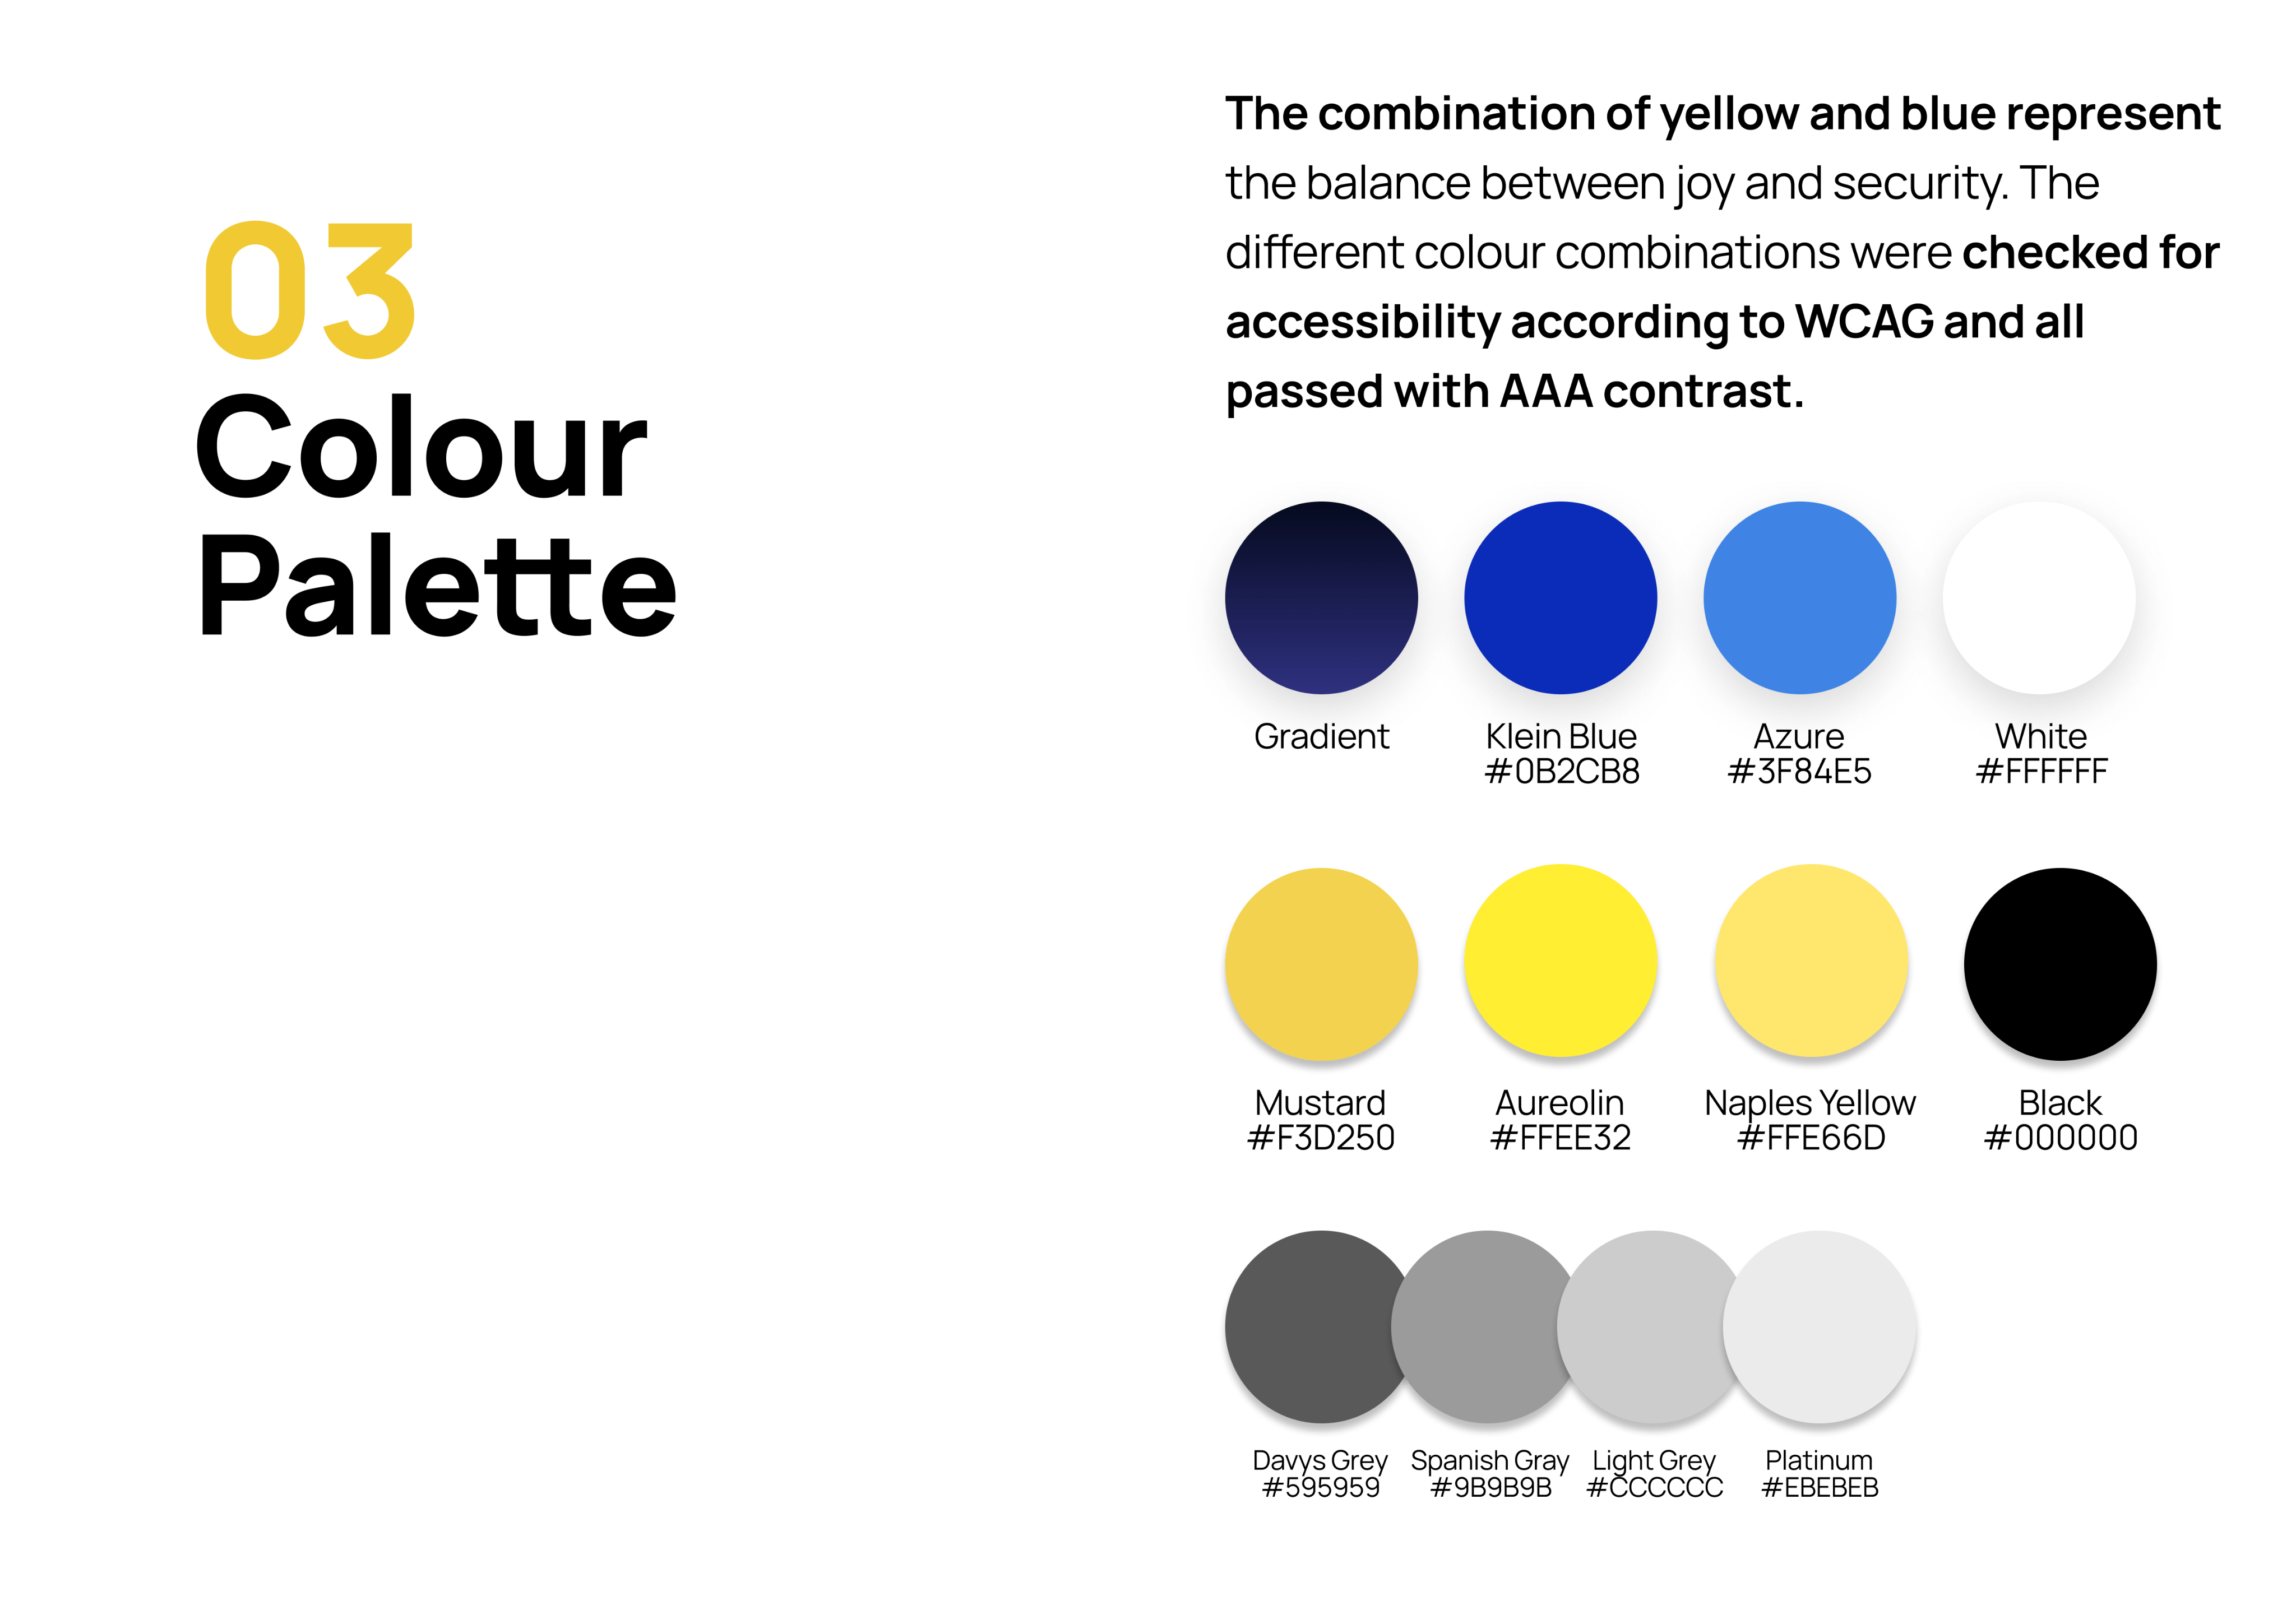 03
Colour
Palette
The combination of yellow and blue represent
the balance between joy and security. The
different colour combinations were checked for
accessibility according to WCAG and all
passed with AAA contrast.
Gradient
Klein Blue
#0B2CB8
Azure
#3F84E5
White
#FFFFFF
Mustard
#F3D250
Aureolin
#FFEE32
Naples Yellow
#FFE66D
Black
#000000
Davys Grey
#595959
Spanish Gray
#9B9B9B
Light Grey
#CCCCCC
Platinum
#EBEBEB